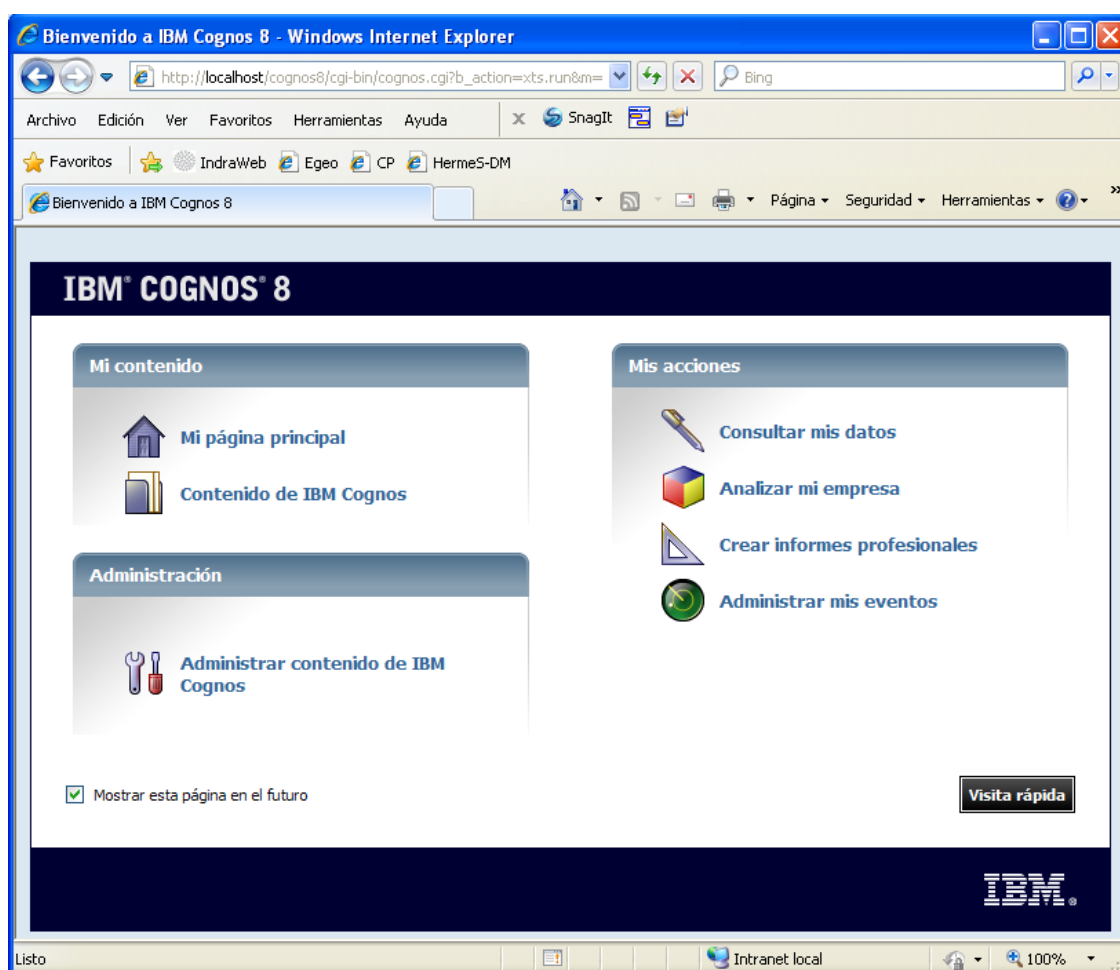 Bienvenido a IBM Cognos 8 - Windows Internet Explorer
http://localhost/cognos8/cgi-bin/cognos.cgi?b_action=xts.run&m=
Bing
Archivo Edición Ver Favoritos Herramientas Ayuda x SnagIt
Favoritos IndraWeb Egeo CP HermeS-DM
Bienvenido a IBM Cognos 8 Página Seguridad Herramientas »
IBM® COGNOS® 8
Mi contenido
Mi página principal
Contenido de IBM Cognos
Administración
Administrar contenido de IBM
Cognos
Mis acciones
Consultar mis datos
Analizar mi empresa
Crear informes profesionales
Administrar mis eventos
Mostrar esta página en el futuro
Visita rápida
IBM®
Listo Intranet local 100%